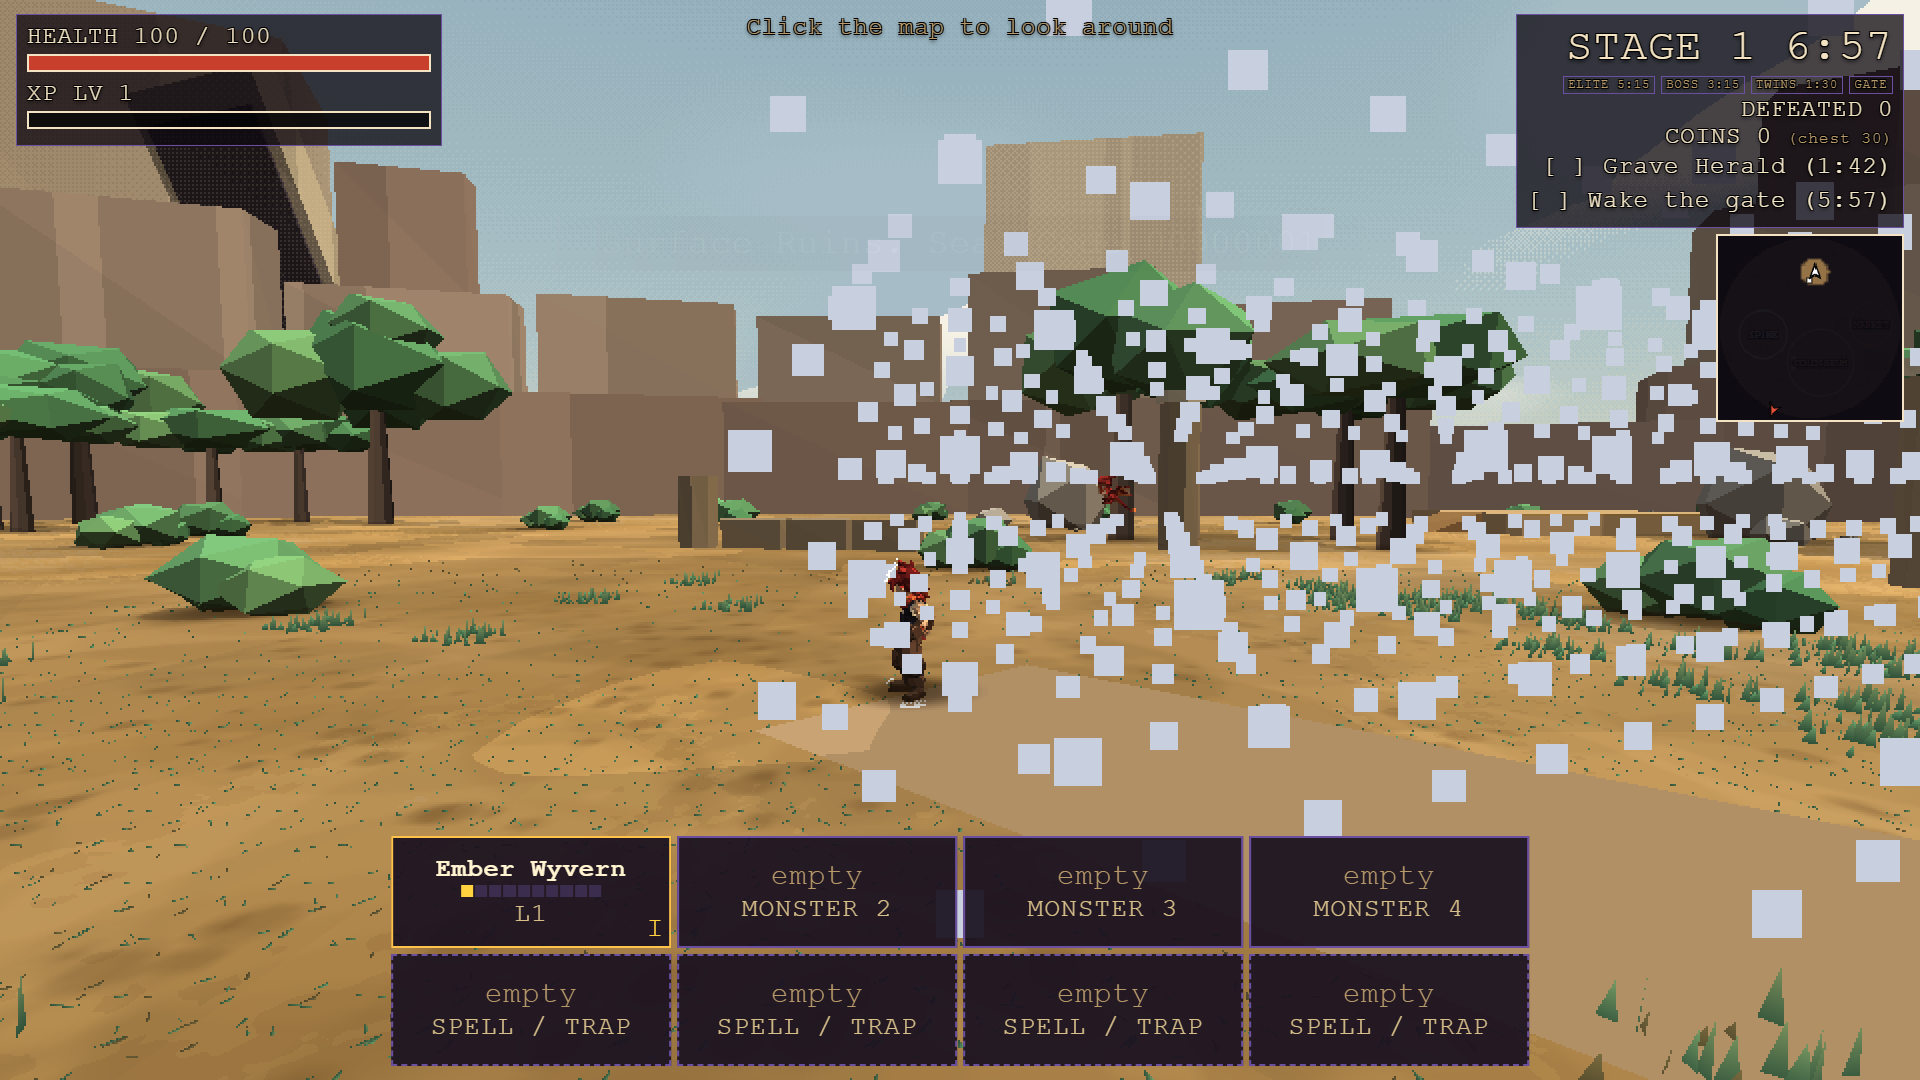 HEALTH 100 / 100
XP LV 1
Click the map to look around
STAGE 1 6:57
ELITE 5:15 BOSS 3:15 TWINS 1:30 GATE
DEFEATED 0
COINS 0 (chest 30)
[ ] Grave Herald (1:42)
[ ] Wake the gate (5:57)
Ember Wyvern
L1
I
empty
MONSTER 2
empty
MONSTER 3
empty
MONSTER 4
empty
SPELL / TRAP
empty
SPELL / TRAP
empty
SPELL / TRAP
empty
SPELL / TRAP